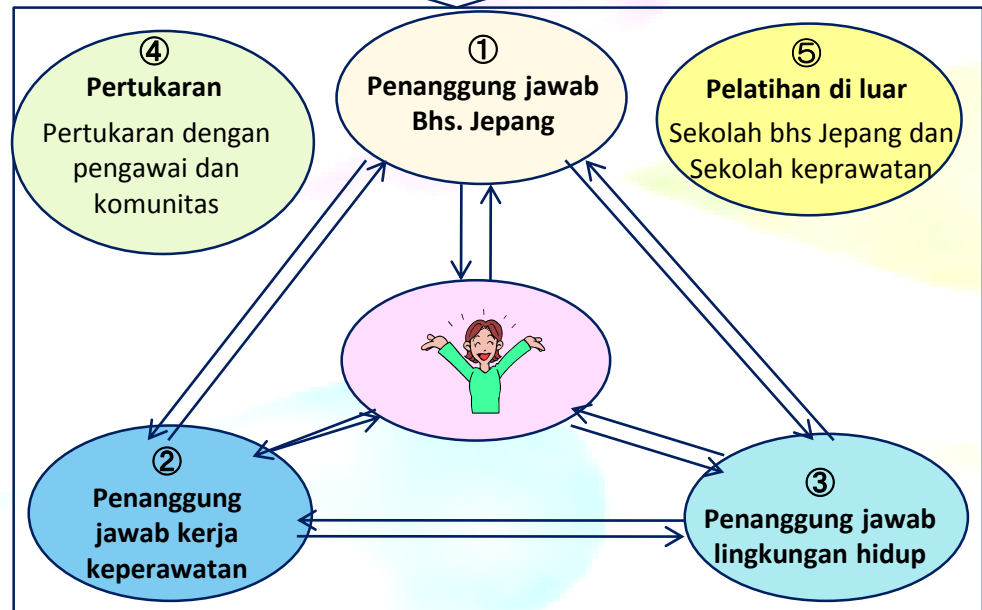 ④
Pertukaran
Pertukaran dengan
pengawai dan
komunitas
①
Penanggung jawab
Bhs. Jepang
⑤
Pelatihan di luar
Sekolah bhs Jepang dan
Sekolah keprawatan
②
Penanggung
jawab kerja
keperawatan
③
Penanggung jawab
lingkungan hidup